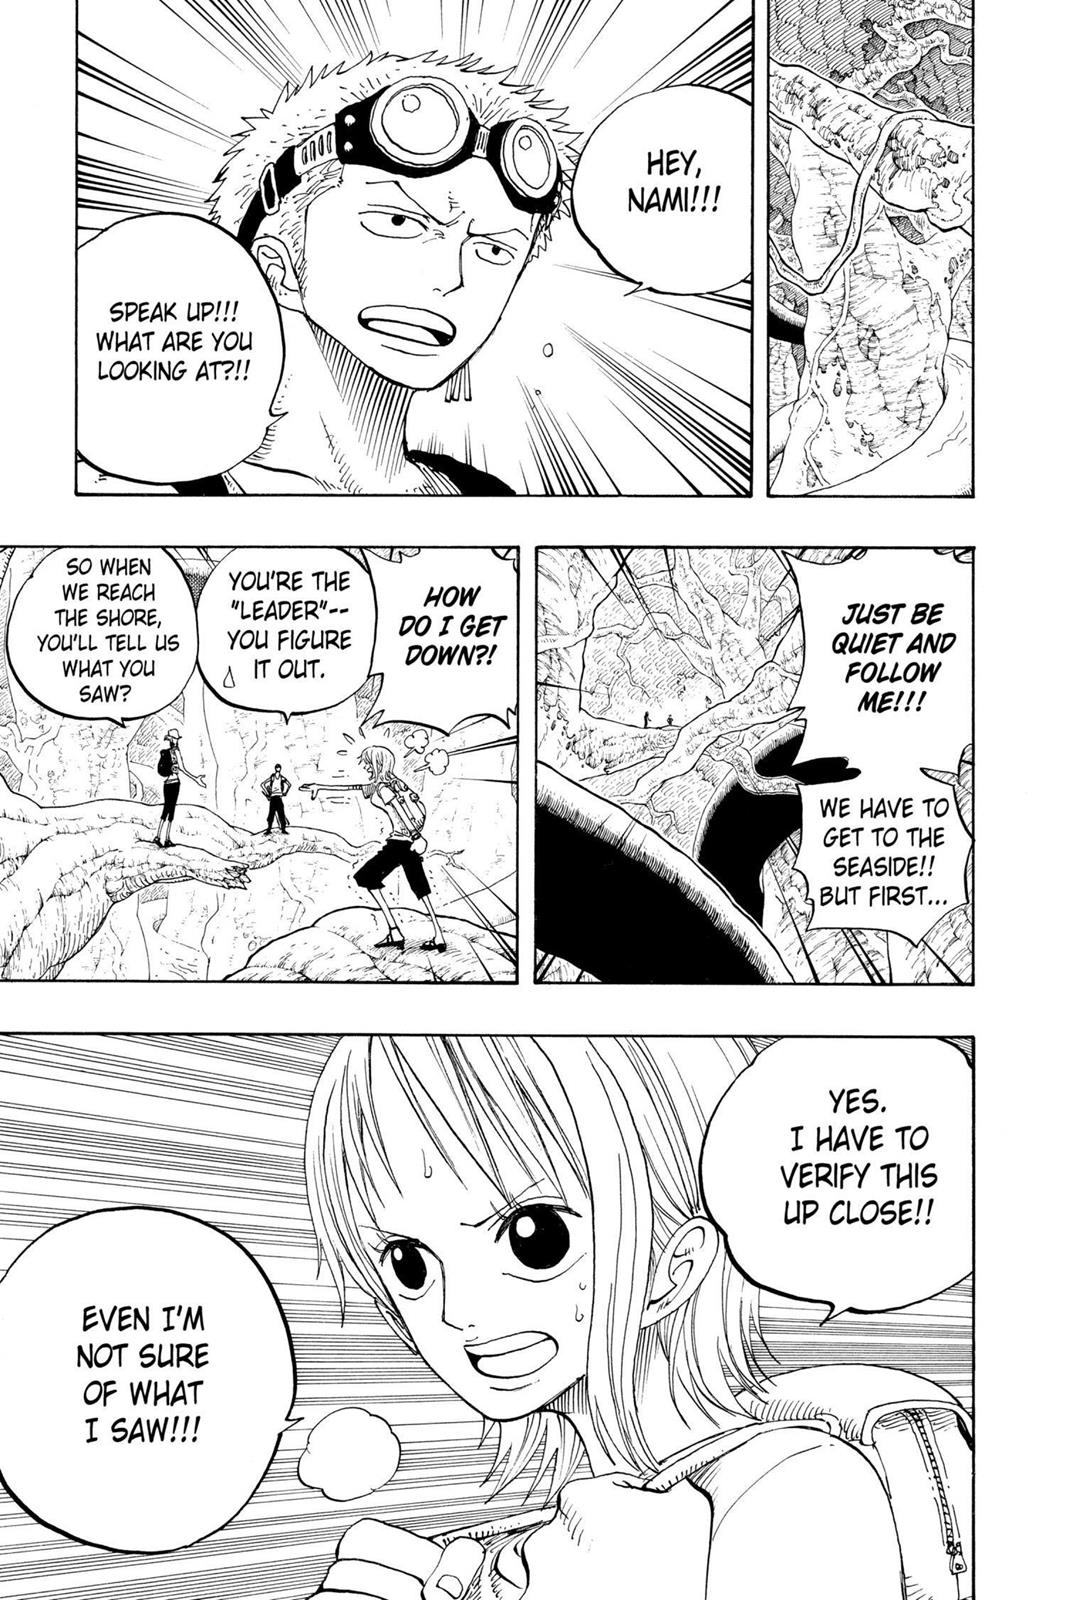 HEY,
NAMI!!!
SPEAK UP!!!
WHAT ARE YOU
LOOKING AT?!!
JUST BE
QUIET AND
FOLLOW
ME!!!
WE HAVE TO
GET TO THE
SEASIDE!!
BUT FIRST...
HOW
DO I GET
DOWN?!
YOU'RE THE
"LEADER"--
YOU FIGURE
IT OUT.
SO WHEN
WE REACH
THE SHORE,
YOU'LL TELL US
WHAT YOU
SAW?
YES.
I HAVE TO
VERIFY THIS
UP CLOSE!!
EVEN I'M
NOT SURE
OF WHAT
I SAW!!!